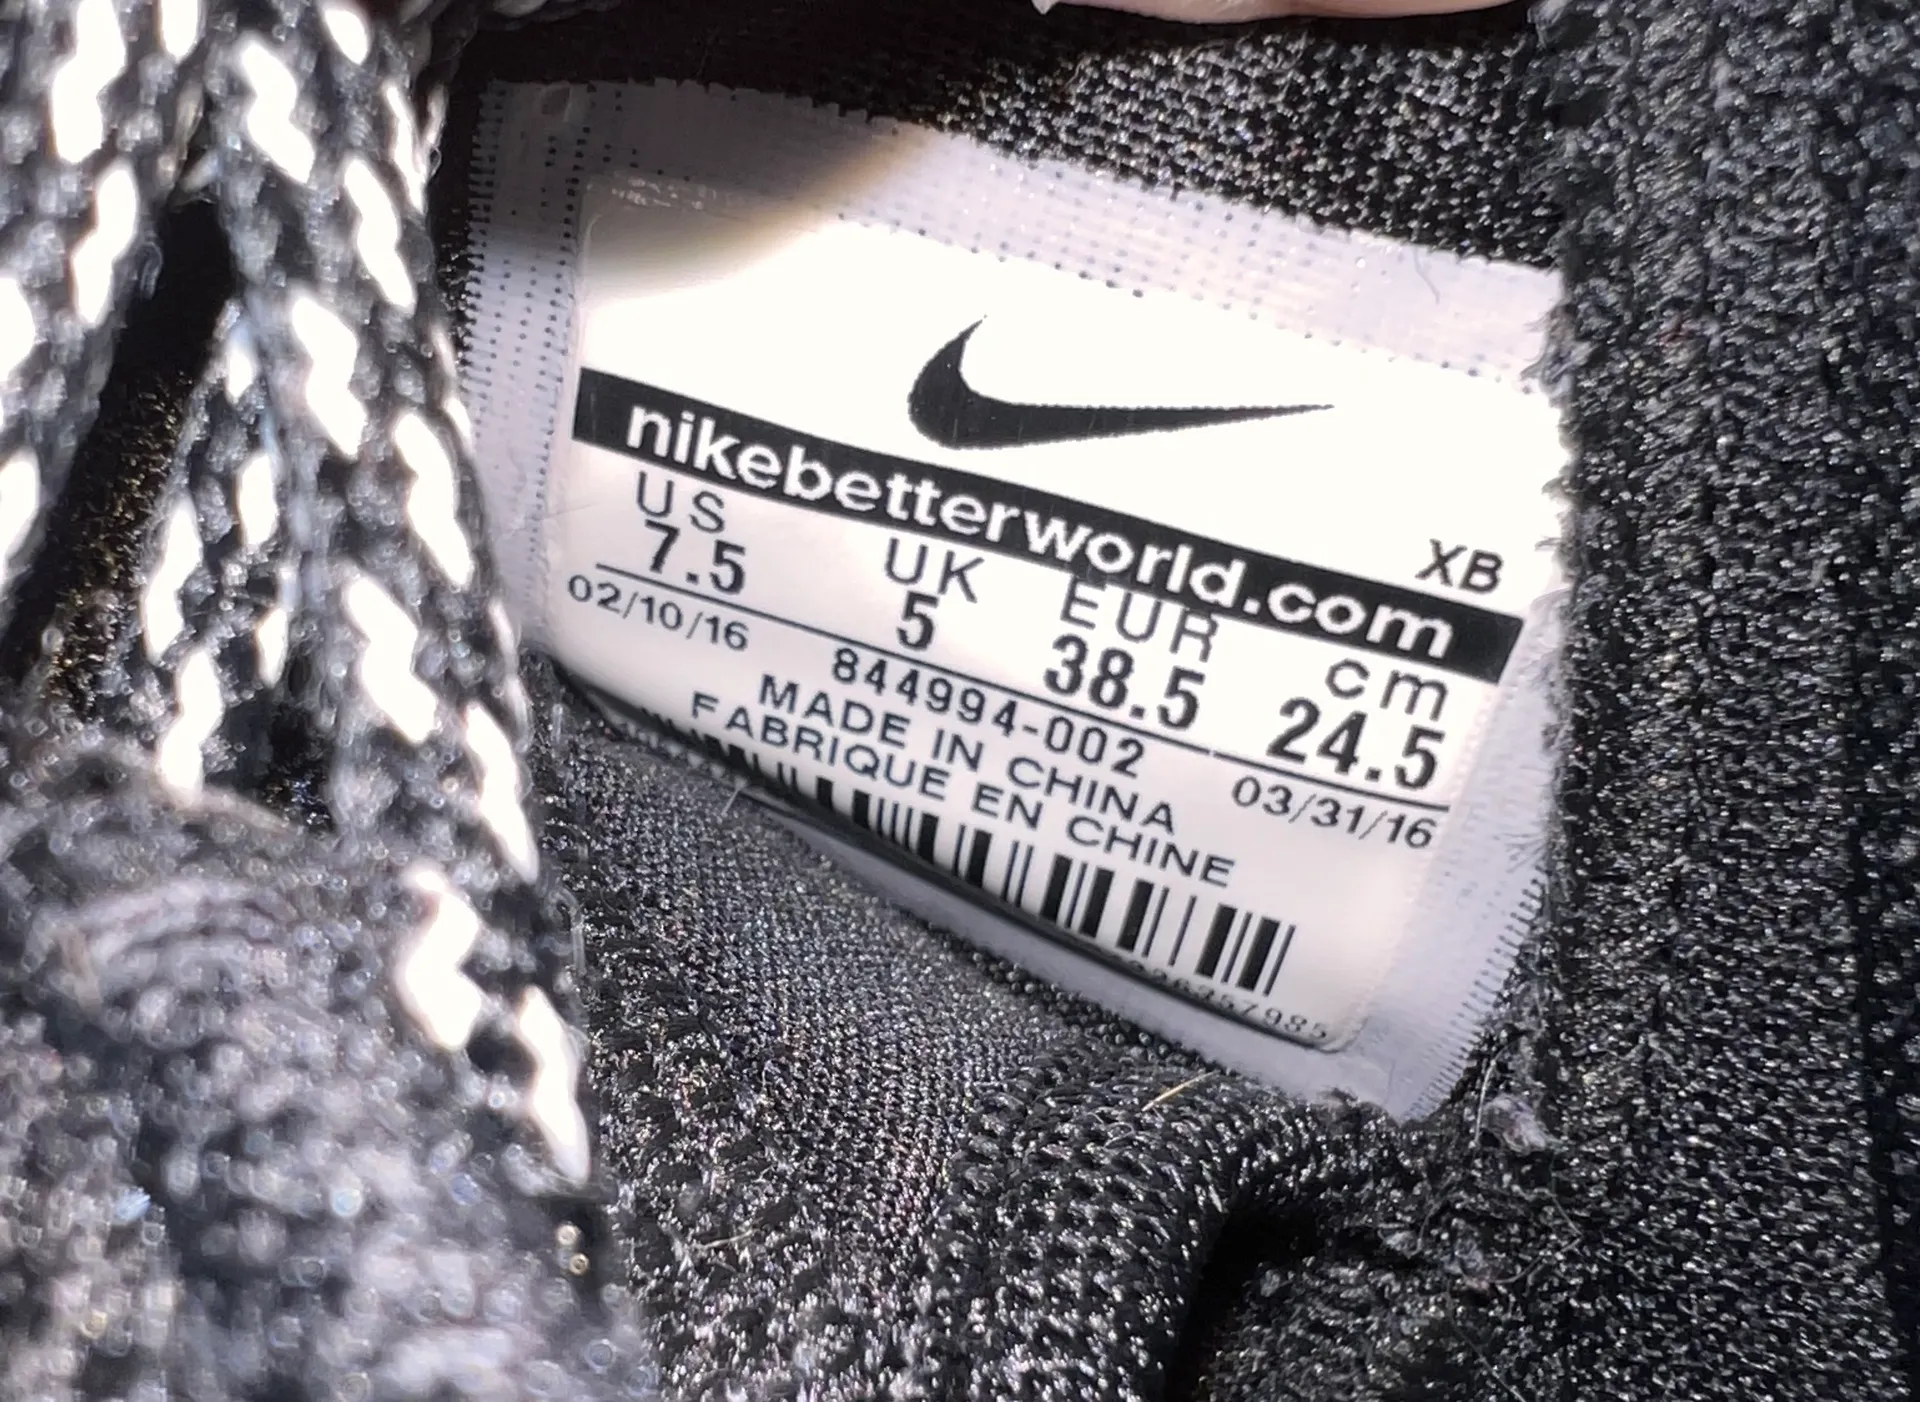 nikebetterworld.com
XB
US UK EUR cm
7.5 5 38.5 24.5
02/10/16 844994-002 03/31/16
MADE IN CHINA
FABRIQUE EN CHINE